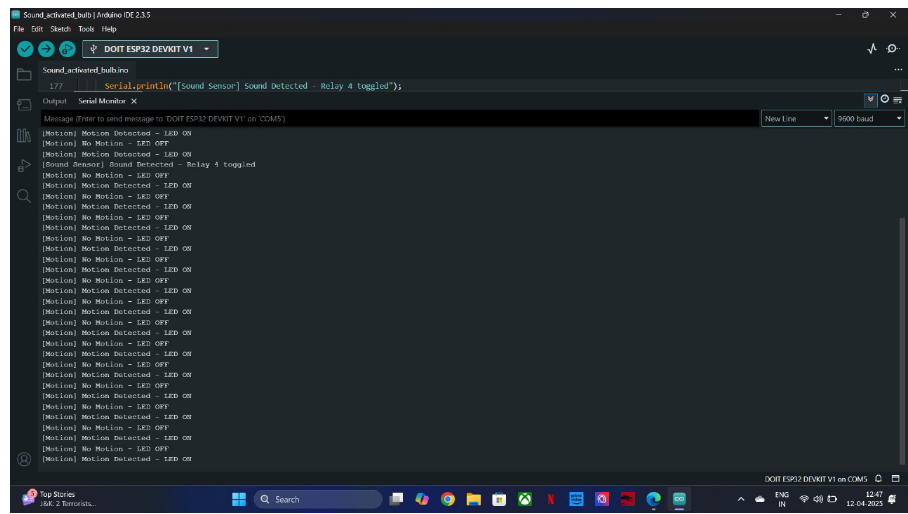 Sound_activated_bulb | Arduino IDE 2.3.5
File Edit Sketch Tools Help
DOIT ESP32 DEVKIT V1
Sound_activated_bulb.ino
177 Serial.println("[Sound Sensor] Sound Detected - Relay 4 toggled");
Output Serial Monitor X
Message (Enter to send message to 'DOIT ESP32 DEVKIT V1' on 'COM5')
New Line
9600 baud
[Motion] Motion Detected - LED ON
[Motion] No Motion - LED OFF
[Motion] Motion Detected - LED ON
[Sound Sensor] Sound Detected - Relay 4 toggled
[Motion] No Motion - LED OFF
[Motion] Motion Detected - LED ON
[Motion] No Motion - LED OFF
[Motion] Motion Detected - LED ON
[Motion] No Motion - LED OFF
[Motion] Motion Detected - LED ON
[Motion] No Motion - LED OFF
[Motion] Motion Detected - LED ON
[Motion] No Motion - LED OFF
[Motion] Motion Detected - LED ON
[Motion] No Motion - LED OFF
[Motion] Motion Detected - LED ON
[Motion] No Motion - LED OFF
[Motion] Motion Detected - LED ON
[Motion] No Motion - LED OFF
[Motion] Motion Detected - LED ON
[Motion] No Motion - LED OFF
[Motion] Motion Detected - LED ON
[Motion] No Motion - LED OFF
[Motion] Motion Detected - LED ON
[Motion] No Motion - LED OFF
[Motion] Motion Detected - LED ON
[Motion] No Motion - LED OFF
[Motion] Motion Detected - LED ON
[Motion] No Motion - LED OFF
[Motion] Motion Detected - LED ON
[Motion] No Motion - LED OFF
[Motion] Motion Detected - LED ON
DOIT ESP32 DEVKIT V1 on COM5
Top Stories
J&K: 2 Terrorists...
Search
ENG
IN
12:47
12-04-2025